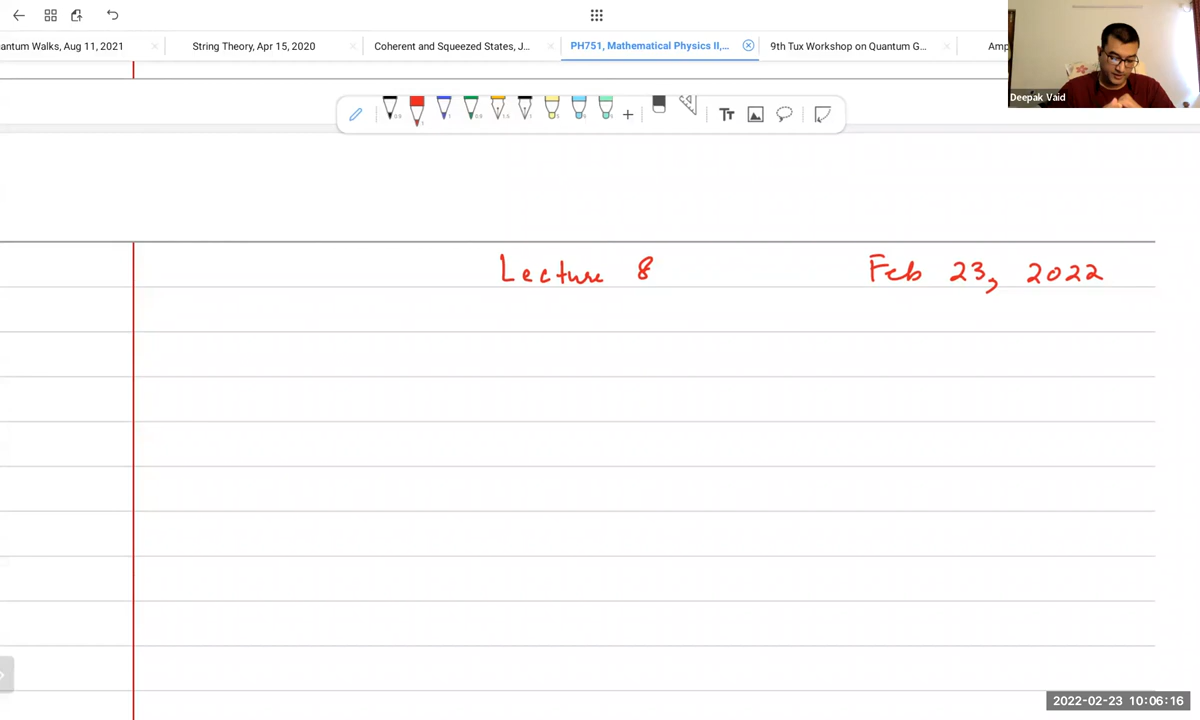 antum Walks, Aug 11, 2021
String Theory, Apr 15, 2020
Coherent and Squeezed States, J...
PH751, Mathematical Physics II,...
9th Tux Workshop on Quantum G...
Amp
Deepak Vaid
Tт
Lecture 8
Feb 23, 2022
2022-02-23 10:06:16